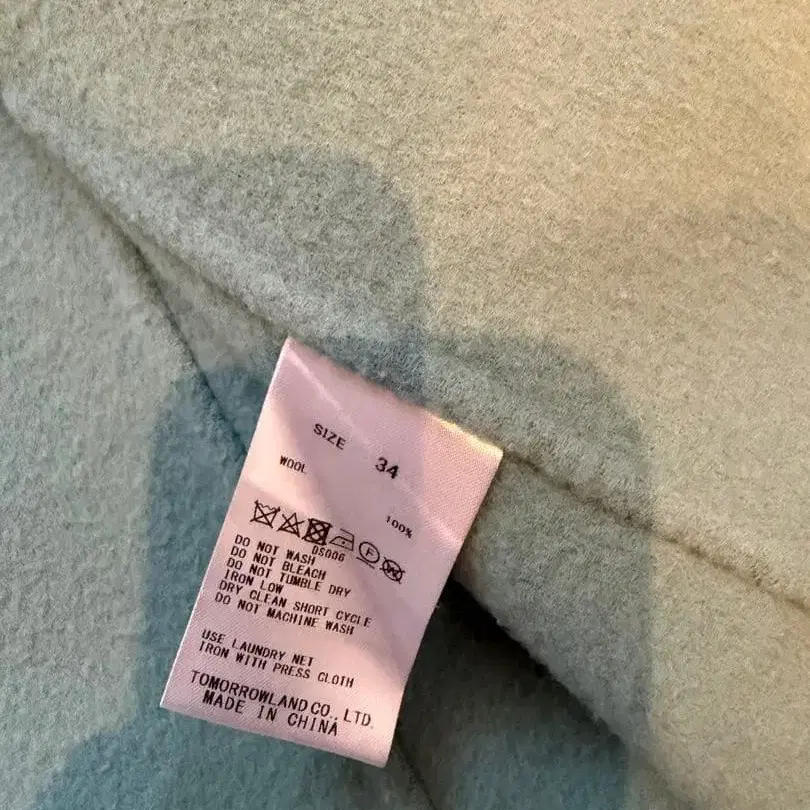 SIZE 34
WOOL
100%
DS006
DO NOT WASH
DO NOT BLEACH
DO NOT TUMBLE DRY
IRON LOW
DRY CLEAN SHORT CYCLE
DO NOT MACHINE WASH
USE LAUNDRY NET
IRON WITH PRESS CLOTH
TOMORROWLAND CO., LTD.
MADE IN CHINA